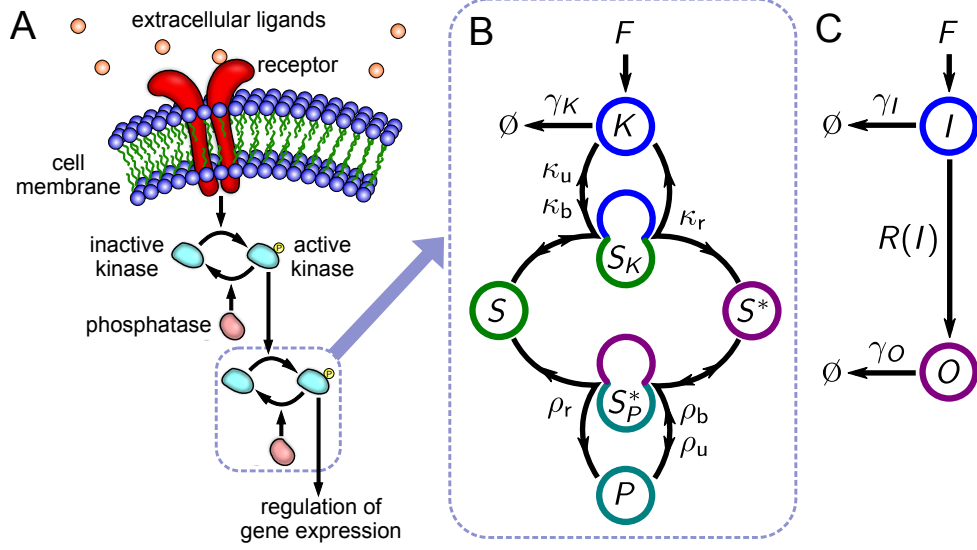 A
extracellular ligands
receptor
cell
membrane
inactive
kinase
P
active
kinase
phosphatase
P
regulation of
gene expression
B
F
∅
γK
K
κu
κb
κr
SK
S
S*
S*P
ρr
ρb
ρu
P
C
F
∅
γI
I
R(I)
∅
γO
O